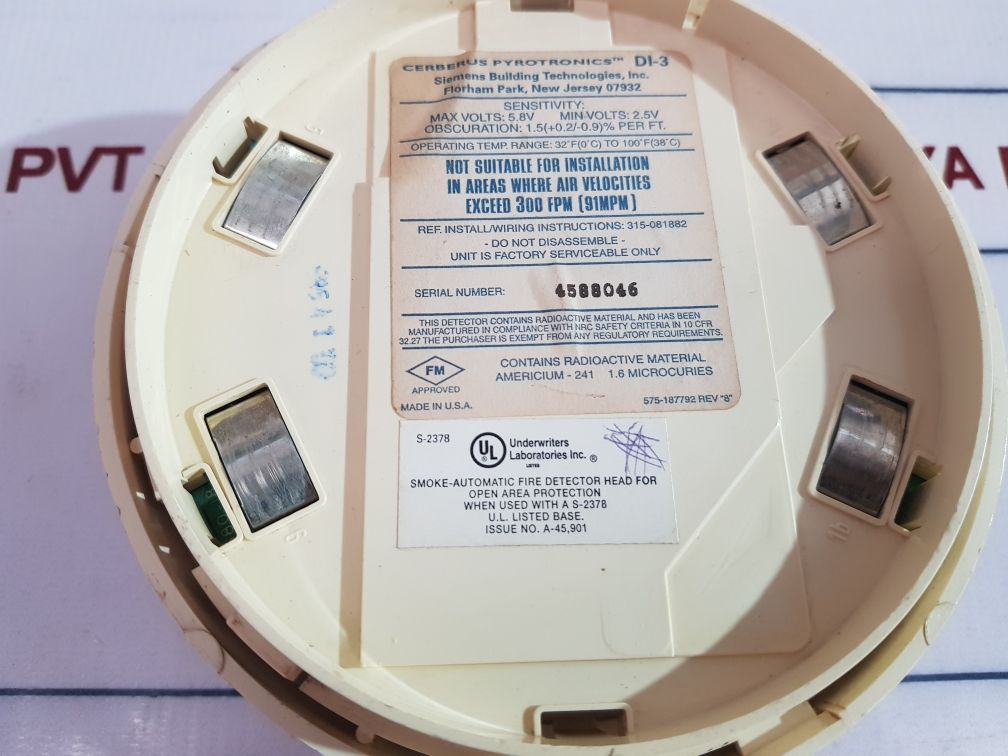 PVT
YA
CERBERUS PYROTRONICS™ DI-3
Siemens Building Technologies, Inc.
Florham Park, New Jersey 07932
SENSITIVITY:
MAX VOLTS: 5.8V MIN VOLTS: 2.5V
OBSCURATION: 1.5(+0.2/-0.9)% PER FT.
OPERATING TEMP. RANGE: 32°F(0°C) TO 100°F(38°C)
NOT SUITABLE FOR INSTALLATION
IN AREAS WHERE AIR VELOCITIES
EXCEED 300 FPM (91MPM)
REF. INSTALL/WIRING INSTRUCTIONS: 315-081882
- DO NOT DISASSEMBLE -
UNIT IS FACTORY SERVICEABLE ONLY
SERIAL NUMBER: 4588046
THIS DETECTOR CONTAINS RADIOACTIVE MATERIAL AND HAS BEEN
MANUFACTURED IN COMPLIANCE WITH NRC SAFETY CRITERIA IN 10 CFR
32.27 THE PURCHASER IS EXEMPT FROM ANY REGULATORY REQUIREMENTS.
FM
APPROVED
CONTAINS RADIOACTIVE MATERIAL
AMERICIUM - 241 1.6 MICROCURIES
MADE IN U.S.A.
575-187792 REV "8"
S-2378
UL
Underwriters
Laboratories Inc. ®
LISTED
SMOKE-AUTOMATIC FIRE DETECTOR HEAD FOR
OPEN AREA PROTECTION
WHEN USED WITH A S-2378
U.L. LISTED BASE.
ISSUE NO. A-45,901
5
6
16